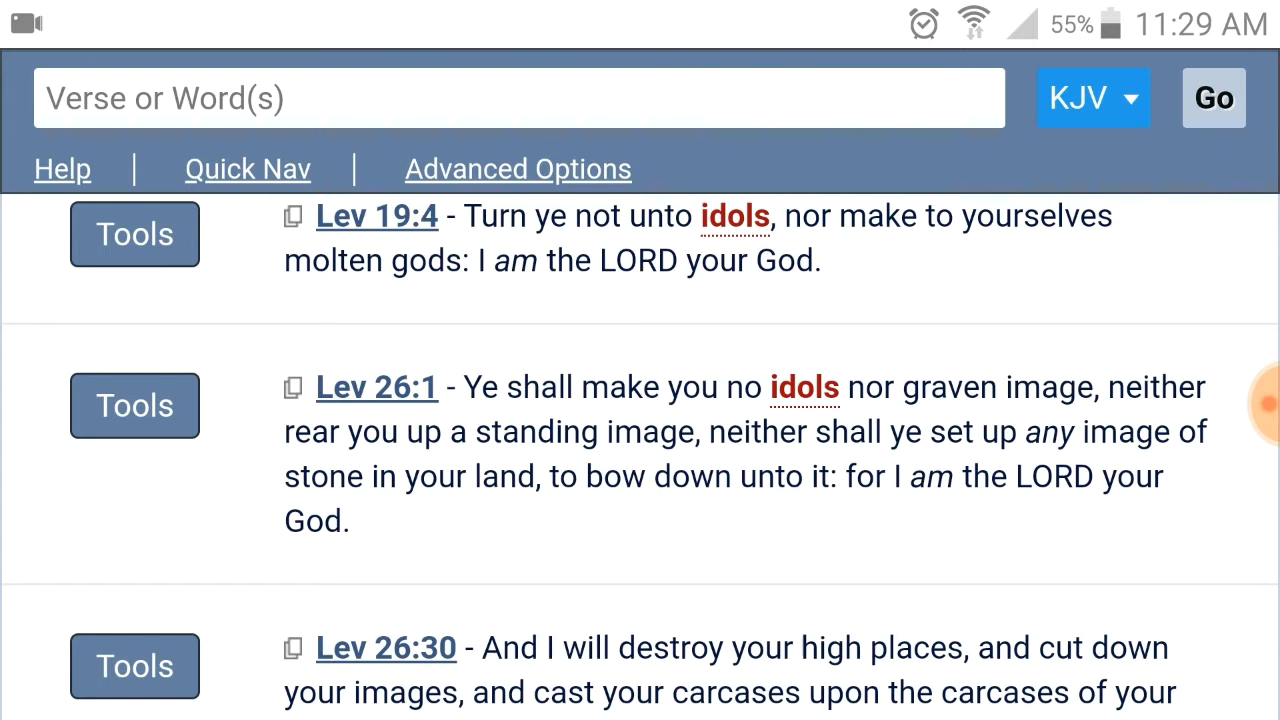 55% 11:29 AM
Verse or Word(s) KJV Go
Help | Quick Nav | Advanced Options
Tools
Lev 19:4 - Turn ye not unto idols, nor make to yourselves
molten gods: I am the LORD your God.
Tools
Lev 26:1 - Ye shall make you no idols nor graven image, neither
rear you up a standing image, neither shall ye set up any image of
stone in your land, to bow down unto it: for I am the LORD your
God.
Tools
Lev 26:30 - And I will destroy your high places, and cut down
your images, and cast your carcases upon the carcases of your